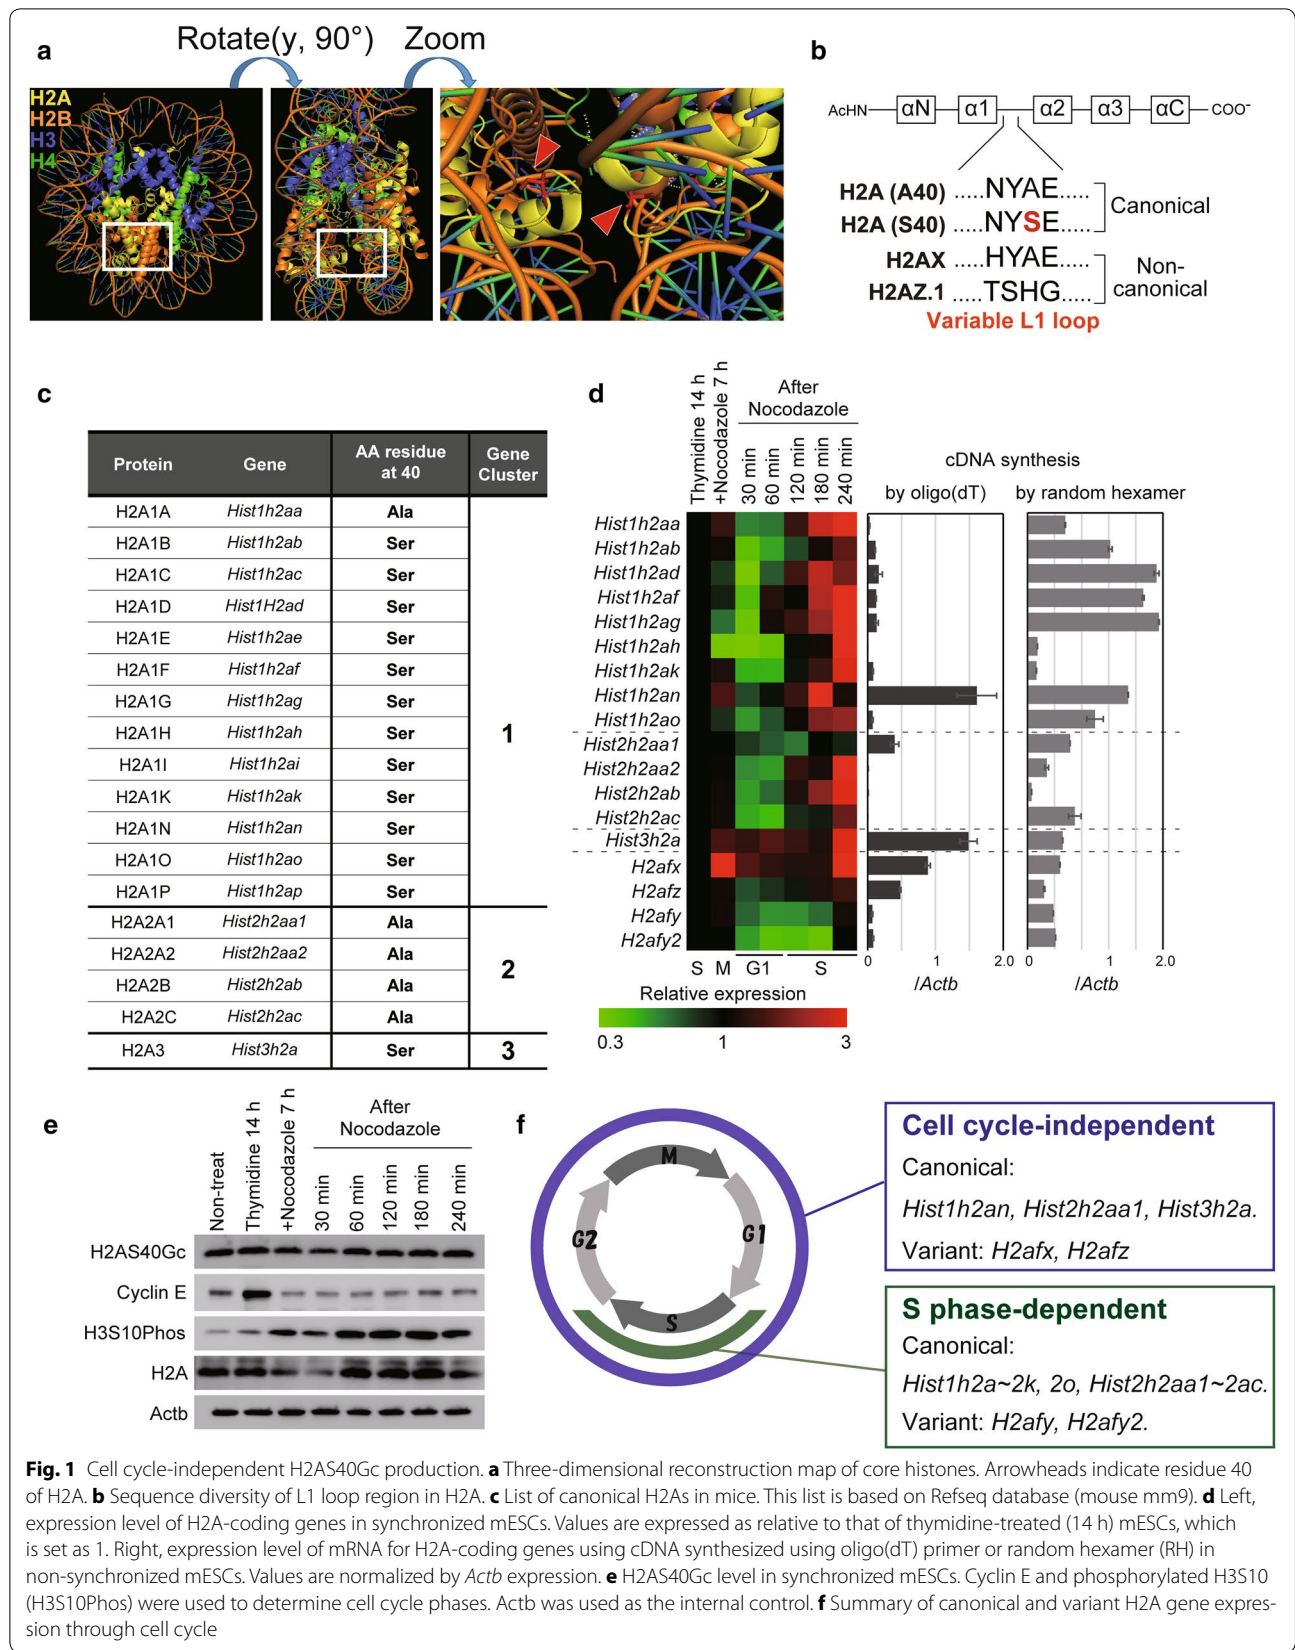 a
Rotate(y, 90°)
Zoom
H2A
H2B
H3
H4
b
AcHN αN α1 α2 α3 αC COO⁻
H2A (A40) .....NYAE.....
H2A (S40) .....NYSE.....
Canonical
H2AX .....HYAE.....
H2AZ.1 .....TSHG.....
Non-
canonical
Variable L1 loop
c
Protein Gene AA residue at 40 Gene Cluster
H2A1A Hist1h2aa Ala
H2A1B Hist1h2ab Ser
H2A1C Hist1h2ac Ser
H2A1D Hist1H2ad Ser
H2A1E Hist1h2ae Ser
H2A1F Hist1h2af Ser
H2A1G Hist1h2ag Ser
H2A1H Hist1h2ah Ser
1
H2A1I Hist1h2ai Ser
H2A1K Hist1h2ak Ser
H2A1N Hist1h2an Ser
H2A1O Hist1h2ao Ser
H2A1P Hist1h2ap Ser
H2A2A1 Hist2h2aa1 Ala
H2A2A2 Hist2h2aa2 Ala
2
H2A2B Hist2h2ab Ala
H2A2C Hist2h2ac Ala
H2A3 Hist3h2a Ser 3
d
Thymidine 14 h
+Nocodazole 7 h
After
Nocodazole
30 min
60 min
120 min
180 min
240 min
cDNA synthesis
by oligo(dT) by random hexamer
Hist1h2aa
Hist1h2ab
Hist1h2ad
Hist1h2af
Hist1h2ag
Hist1h2ah
Hist1h2ak
Hist1h2an
Hist1h2ao
Hist2h2aa1
Hist2h2aa2
Hist2h2ab
Hist2h2ac
Hist3h2a
H2afx
H2afz
H2afy
H2afy2
S M G1 S
0 1 2.0
/Actb
0 1 2.0
/Actb
Relative expression
0.3 1 3
e
Non-treat
Thymidine 14 h
+Nocodazole 7 h
After
Nocodazole
30 min
60 min
120 min
180 min
240 min
H2AS40Gc
Cyclin E
H3S10Phos
H2A
Actb
f
M
G1
S
G2
Cell cycle-independent
Canonical:
Hist1h2an, Hist2h2aa1, Hist3h2a.
Variant: H2afx, H2afz
S phase-dependent
Canonical:
Hist1h2a~2k, 2o, Hist2h2aa1~2ac.
Variant: H2afy, H2afy2.
Fig. 1 Cell cycle-independent H2AS40Gc production. a Three-dimensional reconstruction map of core histones. Arrowheads indicate residue 40
of H2A. b Sequence diversity of L1 loop region in H2A. c List of canonical H2As in mice. This list is based on Refseq database (mouse mm9). d Left,
expression level of H2A-coding genes in synchronized mESCs. Values are expressed as relative to that of thymidine-treated (14 h) mESCs, which
is set as 1. Right, expression level of mRNA for H2A-coding genes using cDNA synthesized using oligo(dT) primer or random hexamer (RH) in
non-synchronized mESCs. Values are normalized by Actb expression. e H2AS40Gc level in synchronized mESCs. Cyclin E and phosphorylated H3S10
(H3S10Phos) were used to determine cell cycle phases. Actb was used as the internal control. f Summary of canonical and variant H2A gene expres-
sion through cell cycle